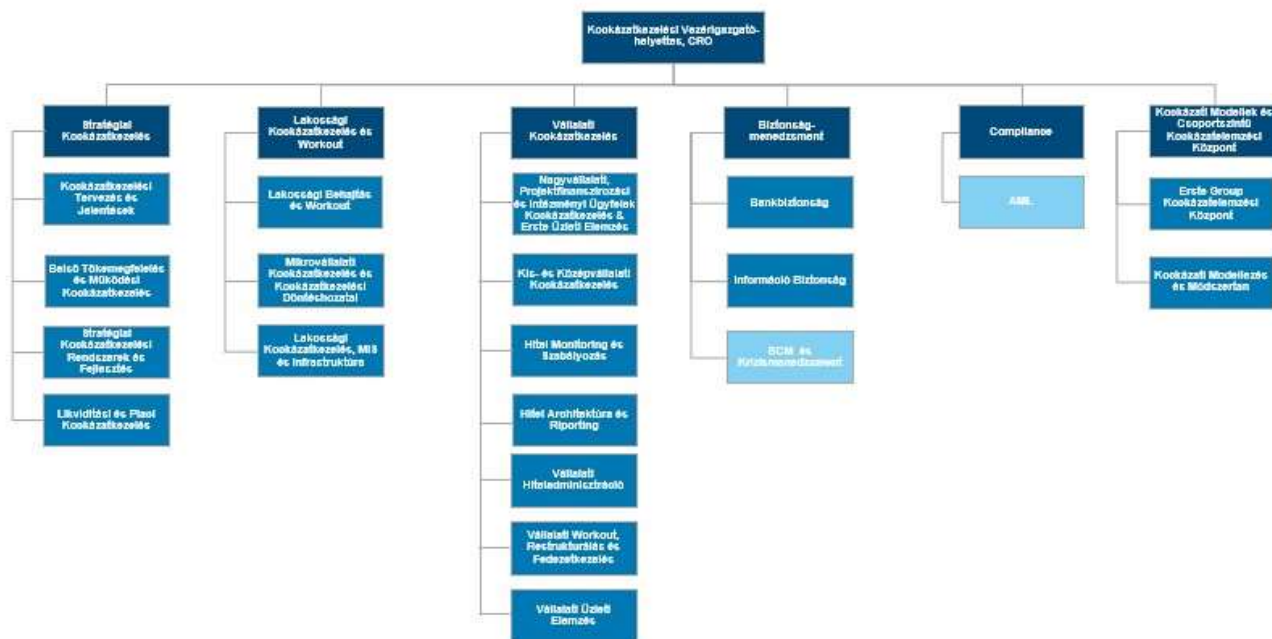 Kockázatkezelési Vezérigazgató-
helyettes, CRO
Stratégiai
Kockázatkezelés
Kockázatkezelési
Tervezés és
Jelentések
Belső Tőkemegfelelés
és Működési
Kockázatkezelés
Stratégiai
Kockázatkezelési
Rendszerek és
Fejlesztés
Likviditási és Piaci
Kockázatkezelés
Lakossági
Kockázatkezelés és
Workout
Lakossági Behajtás
és Workout
Mikrovállalati
Kockázatkezelés és
Kockázatkezelési
Döntéshozatal
Lakossági
Kockázatkezelés, MIS
és Infrastruktúra
Vállalati
Kockázatkezelés
Nagyvállalati,
Projektfinanszírozási
és Intézményi Ügyfelek
Kockázatkezelés &
Erste Üzleti Elemzés
Kis- és Középvállalati
Kockázatkezelés
Hitel Monitoring és
Szabályozás
Hitel Architektúra és
Riporting
Vállalati
Hiteladminisztráció
Vállalati Workout,
Restrukturálás és
Fedezetkezelés
Vállalati Üzleti
Elemzés
Biztonság-
menedzsment
Bankbiztonság
Információ Biztonság
BCM és
Krízismenedzsment
Compliance
AML
Kockázati Modellek és
Csoportszintű
Kockázatelemzési
Központ
Erste Group
Kockázatelemzési
Központ
Kockázati Modellezés
és Módszertan